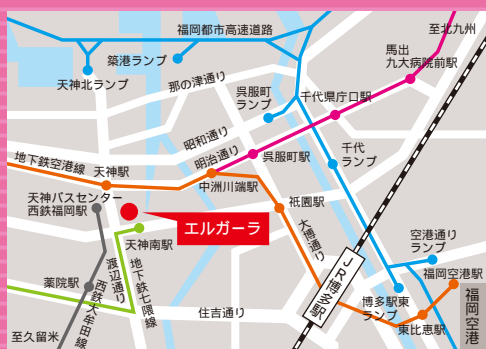 福岡都市高速道路
至北九州
築港ランプ
馬出
九大病院前駅
天神北ランプ
那の津通り
呉服町
ランプ
千代県庁口駅
昭和通り
地下鉄空港線
天神駅
明治通り
呉服町駅
千代
ランプ
中洲川端駅
天神バスセンター
西鉄福岡駅
祇園駅
エルガーラ
大博通り
天神南駅
空港通り
ランプ
渡辺通り
地下鉄七隈線
JR博多駅
福岡空港駅
薬院駅
西鉄大牟田線
住吉通り
博多駅東
ランプ
福岡空港
東比恵駅
至久留米